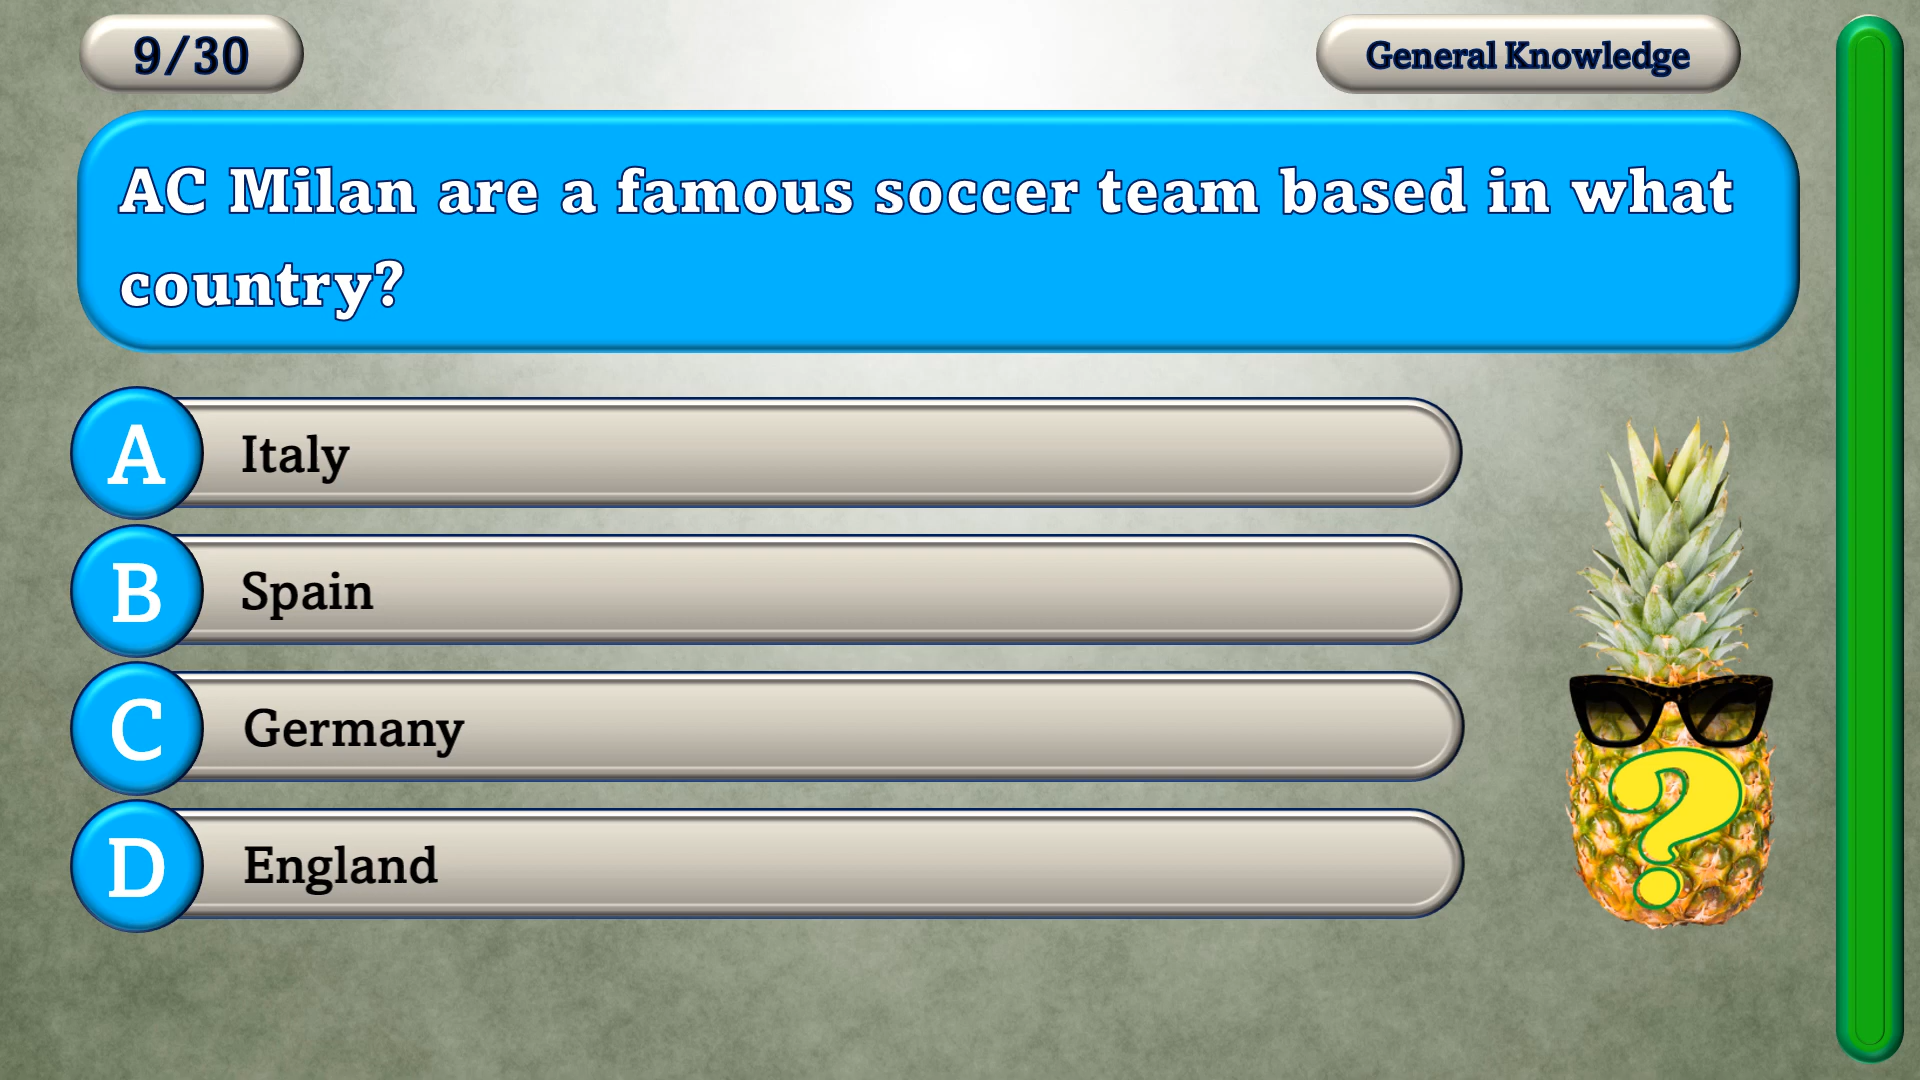 9/30
General Knowledge
AC Milan are a famous soccer team based in what
country?
A Italy
B Spain
C Germany
D England
?